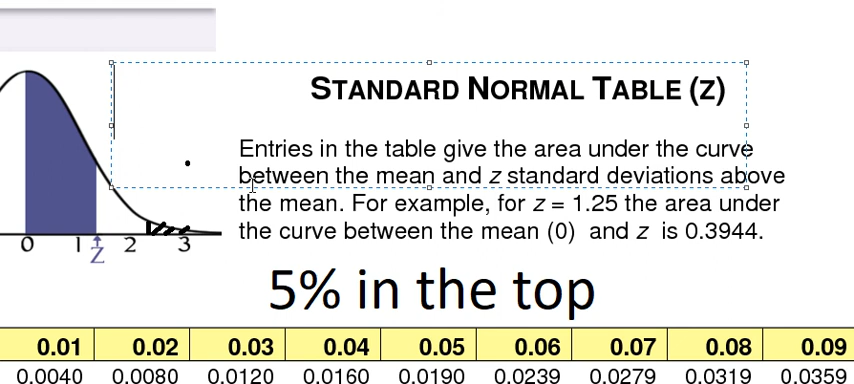 STANDARD NORMAL TABLE (Z)
Entries in the table give the area under the curve
between the mean and z standard deviations above
the mean. For example, for z = 1.25 the area under
the curve between the mean (0) and z is 0.3944.
0 1 2 3
Z
5% in the top
0.01 0.02 0.03 0.04 0.05 0.06 0.07 0.08 0.09
0.0040 0.0080 0.0120 0.0160 0.0190 0.0239 0.0279 0.0319 0.0359